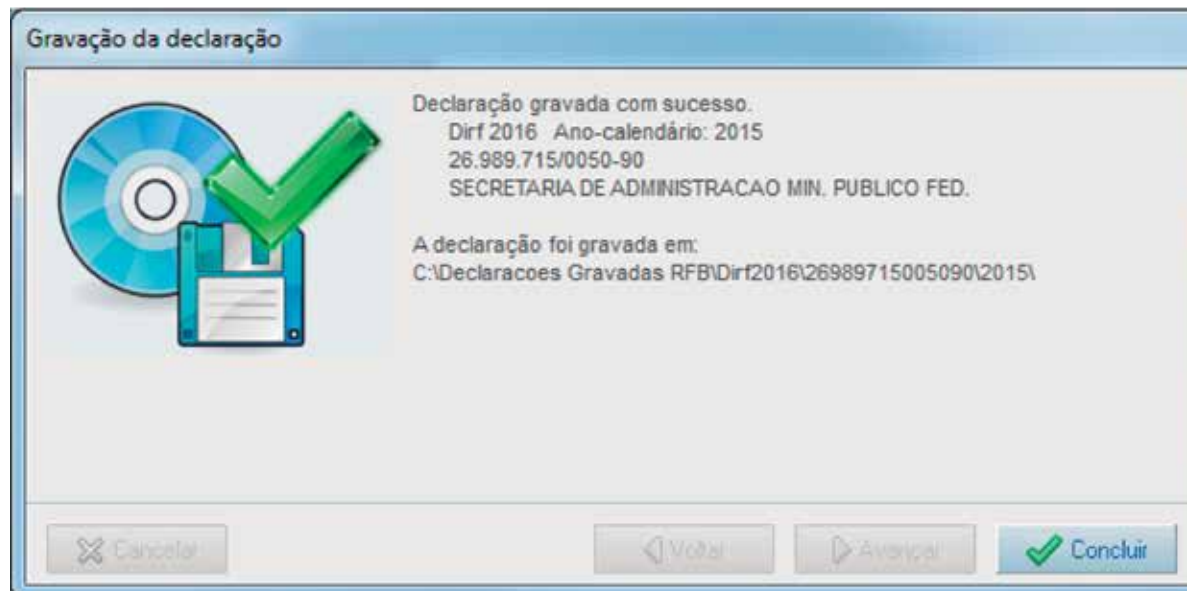 Gravação da declaração
Declaração gravada com sucesso.
Dirf 2016 Ano-calendário: 2015
26.989.715/0050-90
SECRETARIA DE ADMINISTRACAO MIN. PUBLICO FED.
A declaração foi gravada em:
C:\Declaracoes Gravadas RFB\Dirf2016\26989715005090\2015\
Cancelar
Voltar
Avançar
Concluir